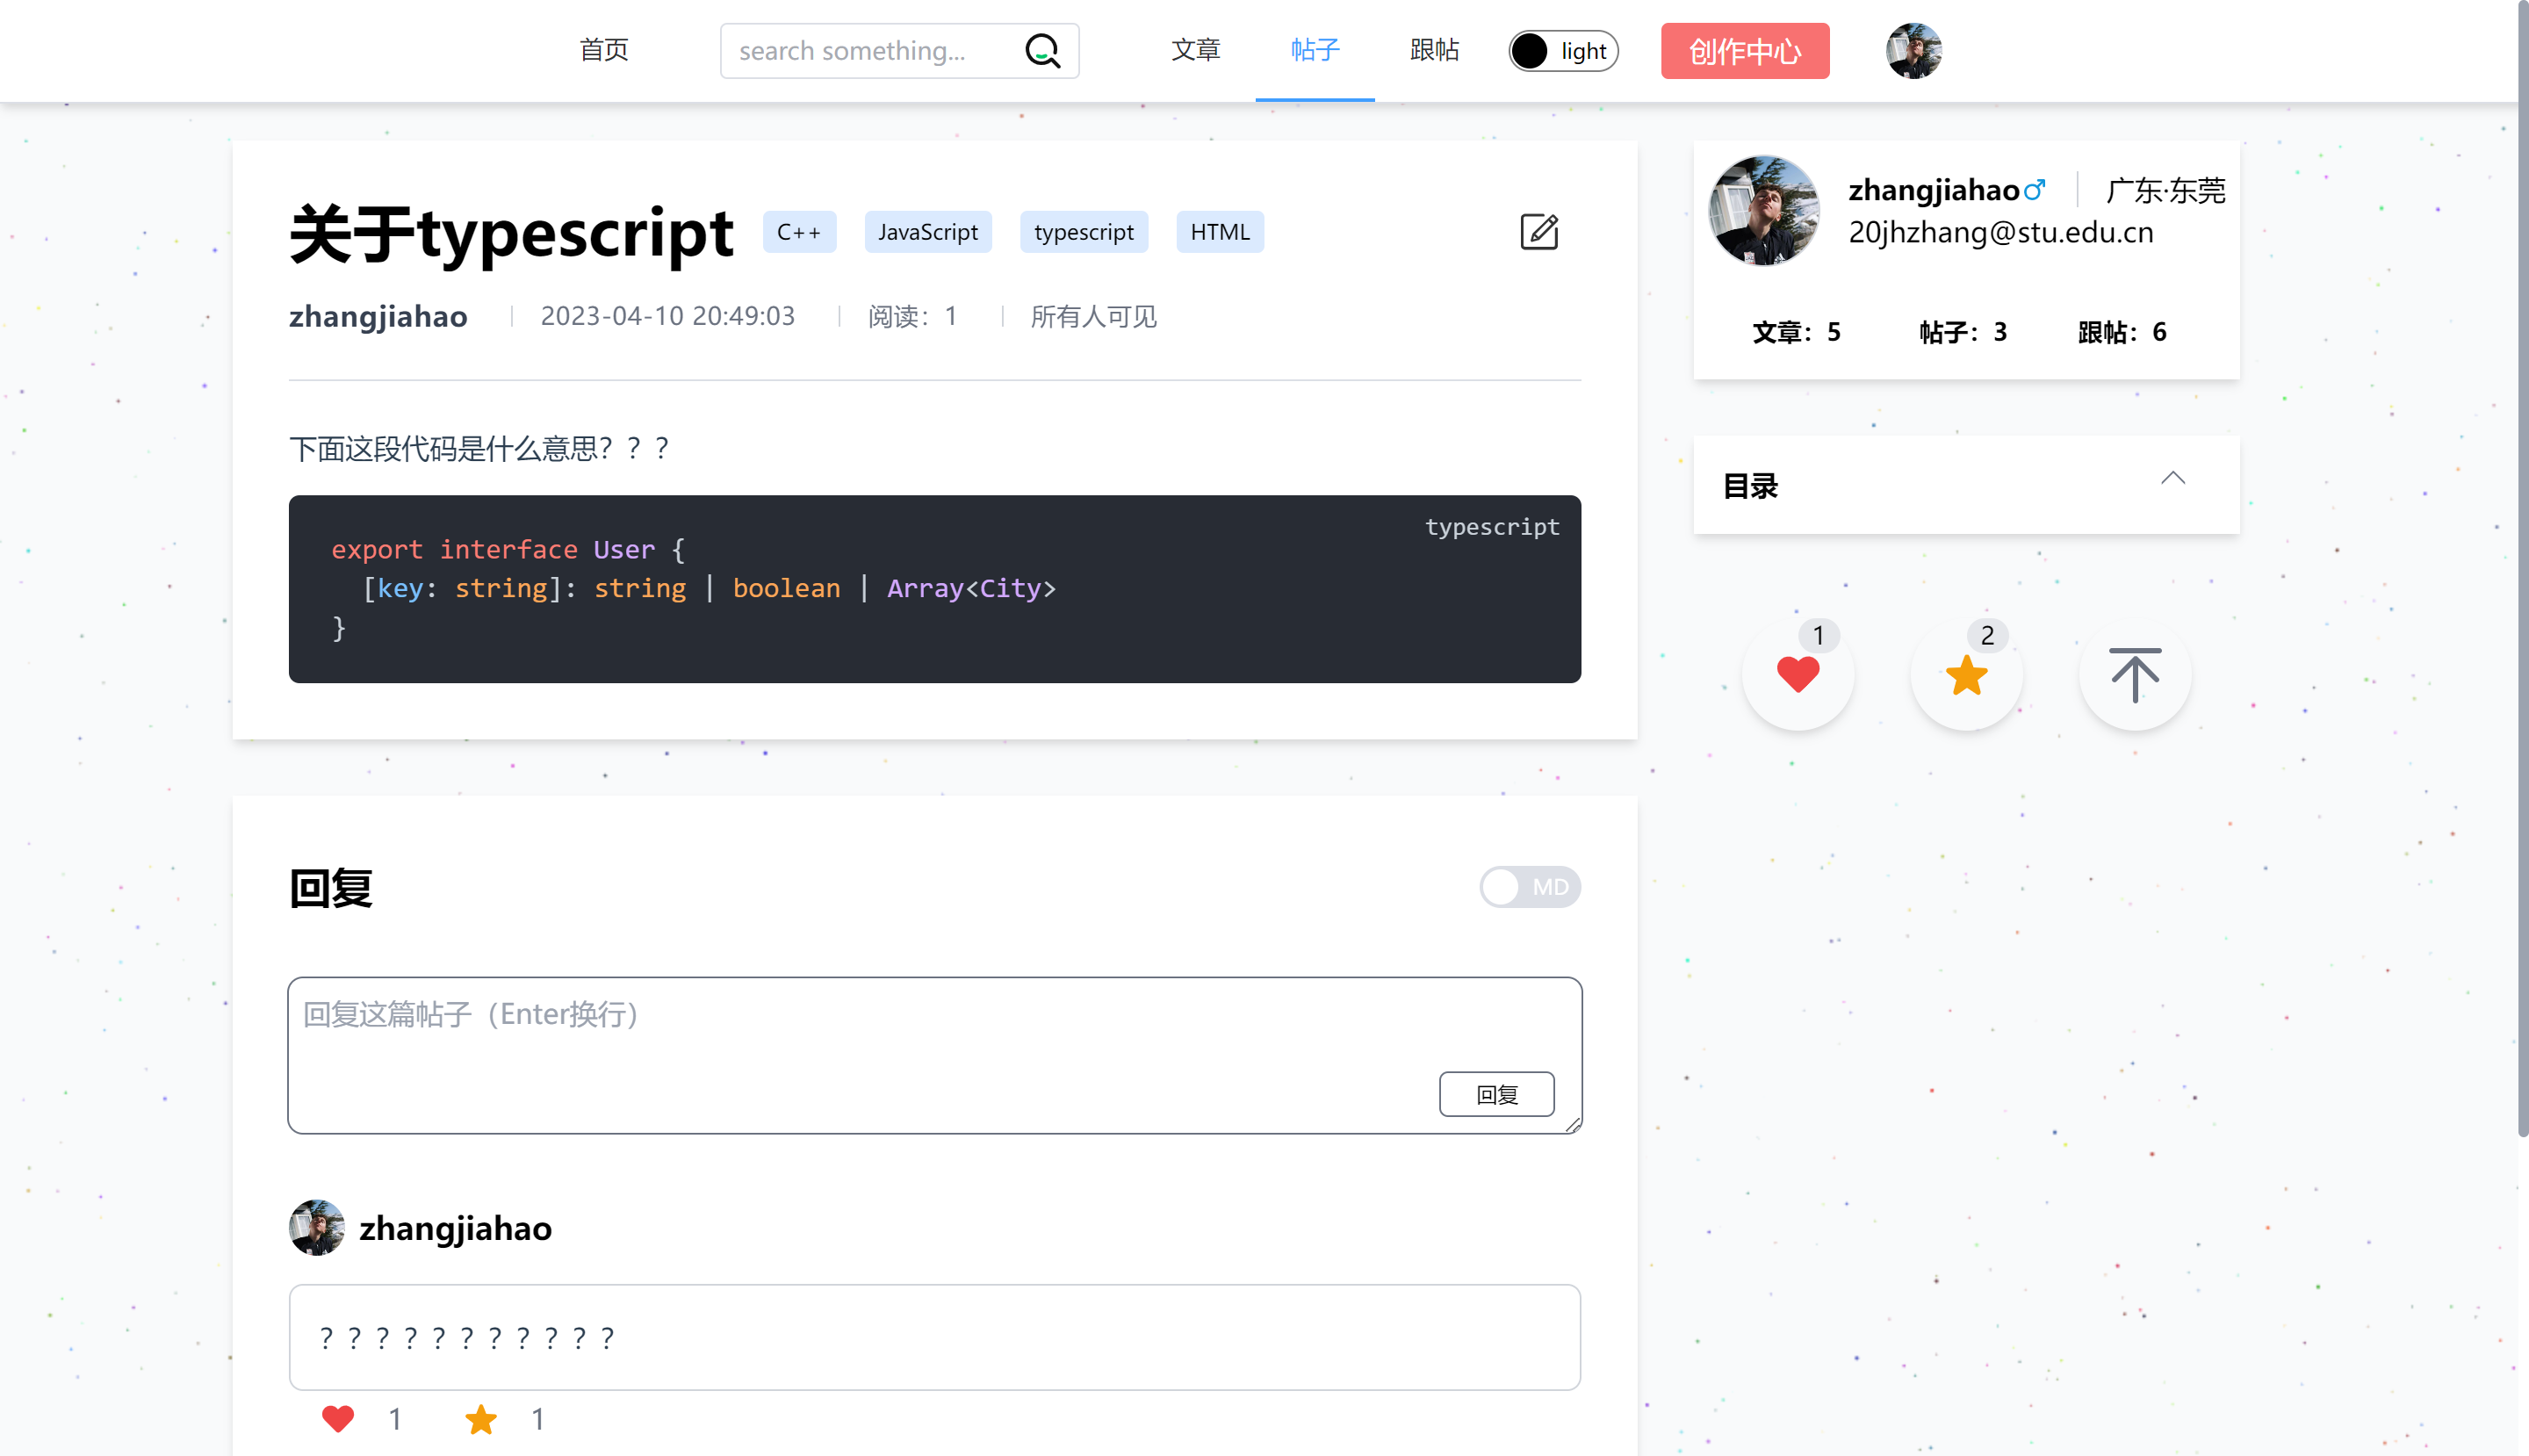 首页
search something...
文章
帖子
跟帖
light
创作中心
关于typescript
C++
JavaScript
typescript
HTML
zhangjiahao
2023-04-10 20:49:03
阅读：1
所有人可见
下面这段代码是什么意思？？？
typescript
export interface User {
[key: string]: string | boolean | Array<City>
}
zhangjiahao
广东·东莞
20jhzhang@stu.edu.cn
文章：5
帖子：3
跟帖：6
目录
1
2
回复
MD
回复这篇帖子（Enter换行）
回复
zhangjiahao
？？？？？？？？？？？
1
1